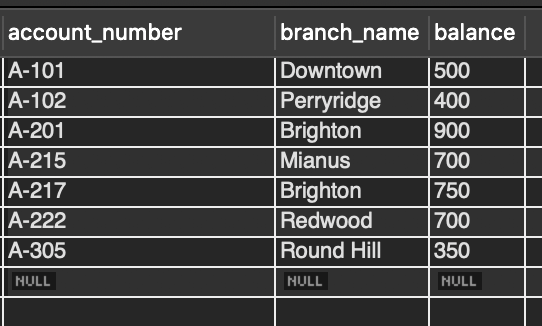 account_number branch_name balance
A-101 Downtown 500
A-102 Perryridge 400
A-201 Brighton 900
A-215 Mianus 700
A-217 Brighton 750
A-222 Redwood 700
A-305 Round Hill 350
NULL NULL NULL